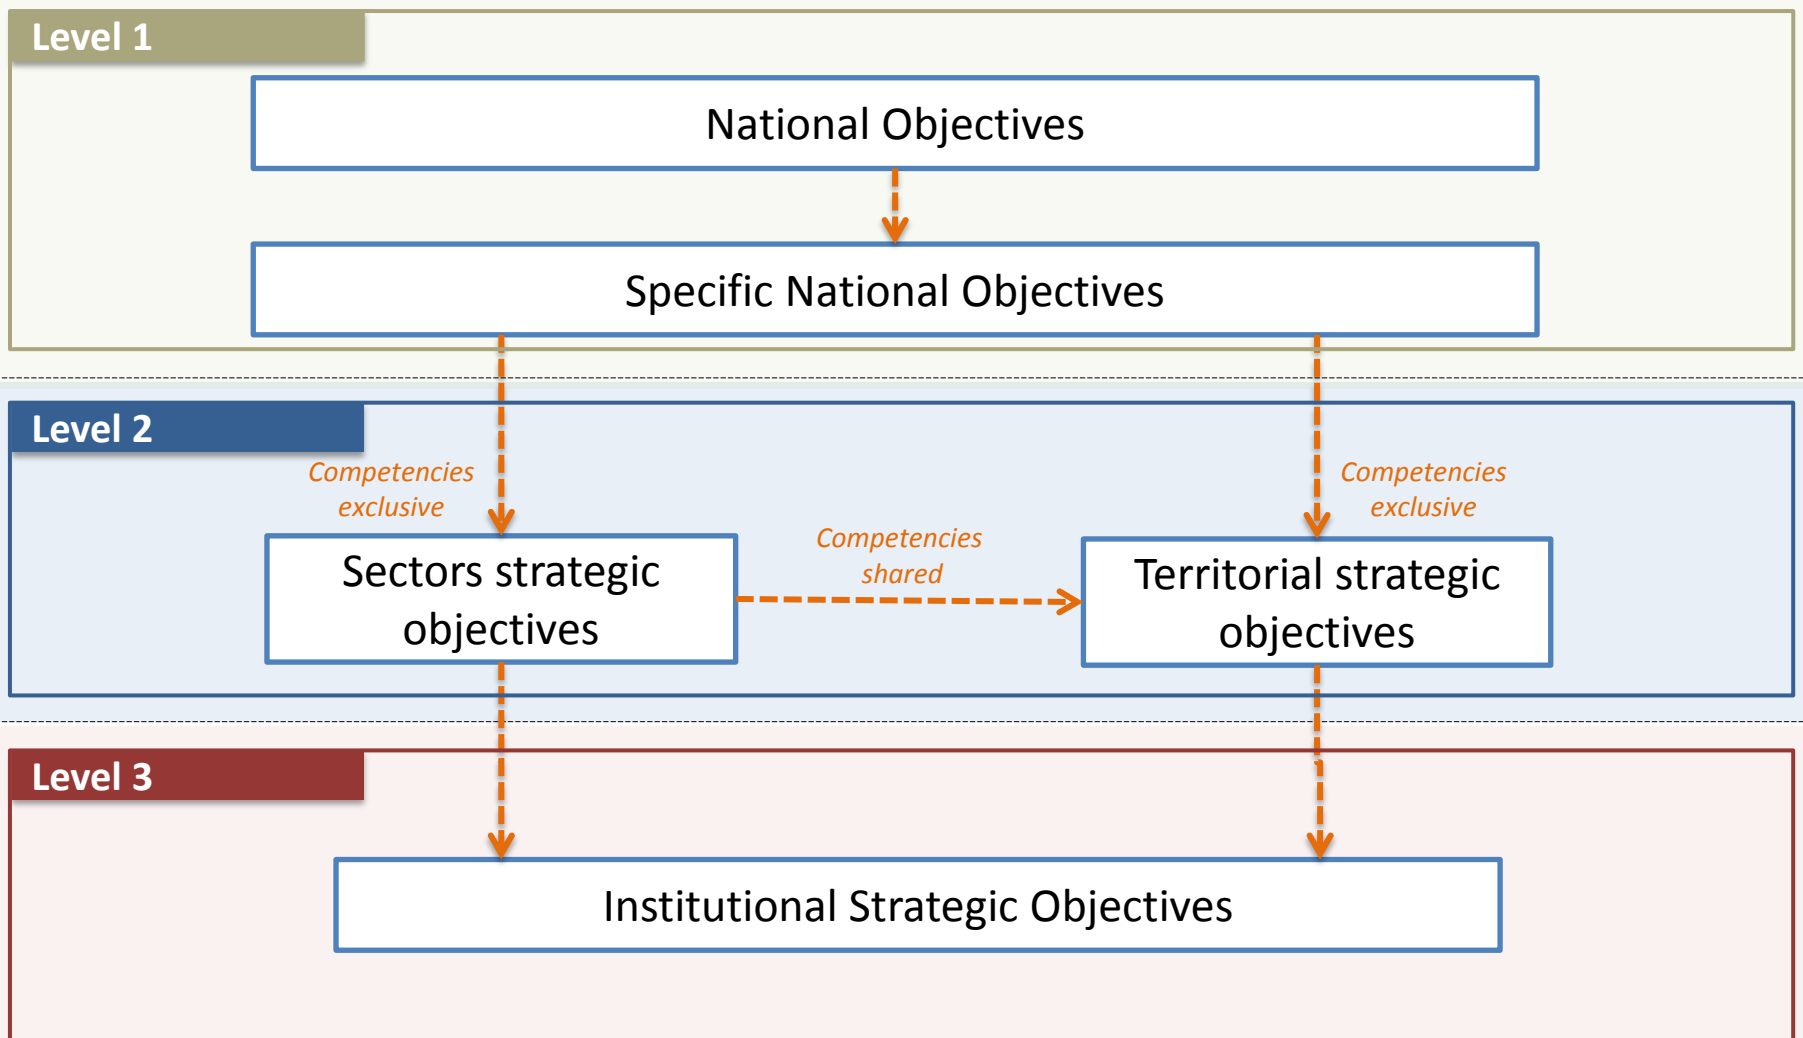 Level 1
National Objectives
Specific National Objectives
Level 2
Competencies
exclusive
Competencies
exclusive
Competencies
shared
Sectors strategic
objectives
Territorial strategic
objectives
Level 3
Institutional Strategic Objectives